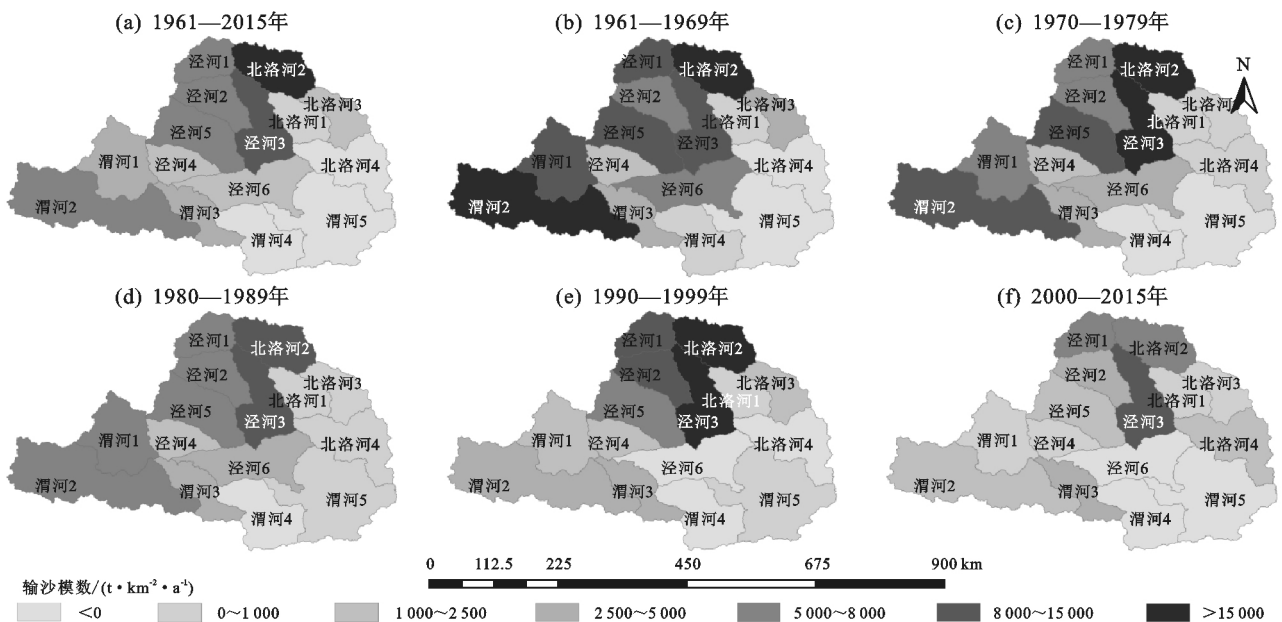 (a) 1961—2015年
(b) 1961—1969年
(c) 1970—1979年
泾河1
北洛河2
泾河2
北洛河3
北洛河1
泾河5
泾河3
渭河1
泾河4
北洛河4
泾河6
渭河2
渭河3
渭河5
渭河4
泾河1
北洛河2
泾河2
北洛河3
北洛河1
泾河5
泾河3
渭河1
泾河4
北洛河4
泾河6
渭河2
渭河3
渭河5
渭河4
N
泾河1
北洛河2
泾河2
北洛河
北洛河1
泾河5
泾河3
渭河1
泾河4
北洛河4
泾河6
渭河2
渭河3
渭河5
渭河4
(d) 1980—1989年
(e) 1990—1999年
(f) 2000—2015年
泾河1
北洛河2
泾河2
北洛河3
北洛河1
泾河5
泾河3
渭河1
泾河4
北洛河4
泾河6
渭河2
渭河3
渭河5
渭河4
泾河1
北洛河2
泾河2
北洛河3
北洛河1
泾河5
泾河3
渭河1
泾河4
北洛河4
泾河6
渭河2
渭河3
渭河5
渭河4
泾河1
北洛河2
泾河2
北洛河3
北洛河1
泾河5
泾河3
渭河1
泾河4
北洛河4
泾河6
渭河2
渭河3
渭河5
渭河4
0 112.5 225 450 675 900 km
输沙模数/(t·km⁻²·a⁻¹)
<0 0～1 000 1 000～2 500 2 500～5 000 5 000～8 000 8 000～15 000 >15 000